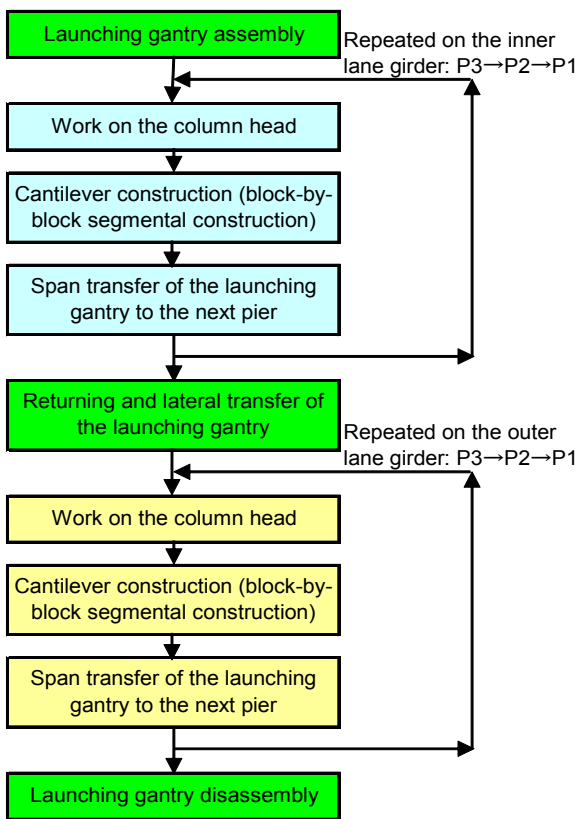 Launching gantry assembly
Repeated on the inner
lane girder: P3→P2→P1
Work on the column head
Cantilever construction (block-by-
block segmental construction)
Span transfer of the launching
gantry to the next pier
Returning and lateral transfer of
the launching gantry
Repeated on the outer
lane girder: P3→P2→P1
Work on the column head
Cantilever construction (block-by-
block segmental construction)
Span transfer of the launching
gantry to the next pier
Launching gantry disassembly